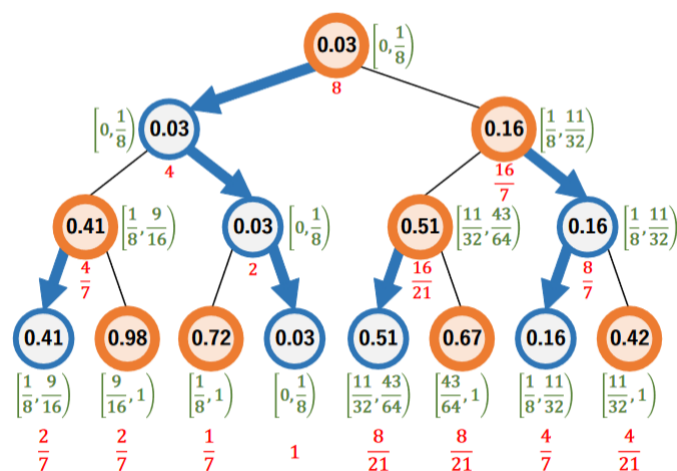 0.03 [0, 1/8)
8
[0, 1/8) 0.03 0.16 [1/8, 11/32)
4 16/7
0.41 [1/8, 9/16) 0.03 [0, 1/8) 0.51 [11/32, 43/64) 0.16 [1/8, 11/32)
4/7 2 16/21 8/7
0.41 0.98 0.72 0.03 0.51 0.67 0.16 0.42
[1/8, 9/16) [9/16, 1) [1/8, 1) [0, 1/8) [11/32, 43/64) [43/64, 1) [1/8, 11/32) [11/32, 1)
2/7 2/7 1/7 1 8/21 8/21 4/7 4/21